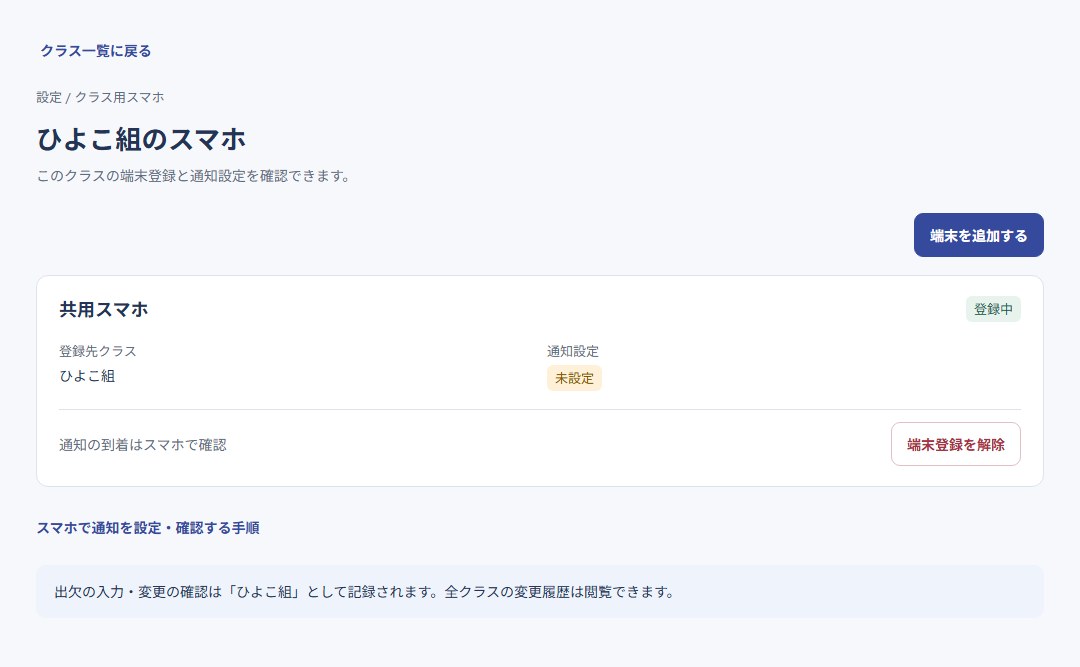 クラス一覧に戻る
設定 / クラス用スマホ
ひよこ組のスマホ
このクラスの端末登録と通知設定を確認できます。
端末を追加する
共用スマホ
登録中
登録先クラス
ひよこ組
通知設定
未設定
通知の到着はスマホで確認
端末登録を解除
スマホで通知を設定・確認する手順
出欠の入力・変更の確認は「ひよこ組」として記録されます。全クラスの変更履歴は閲覧できます。